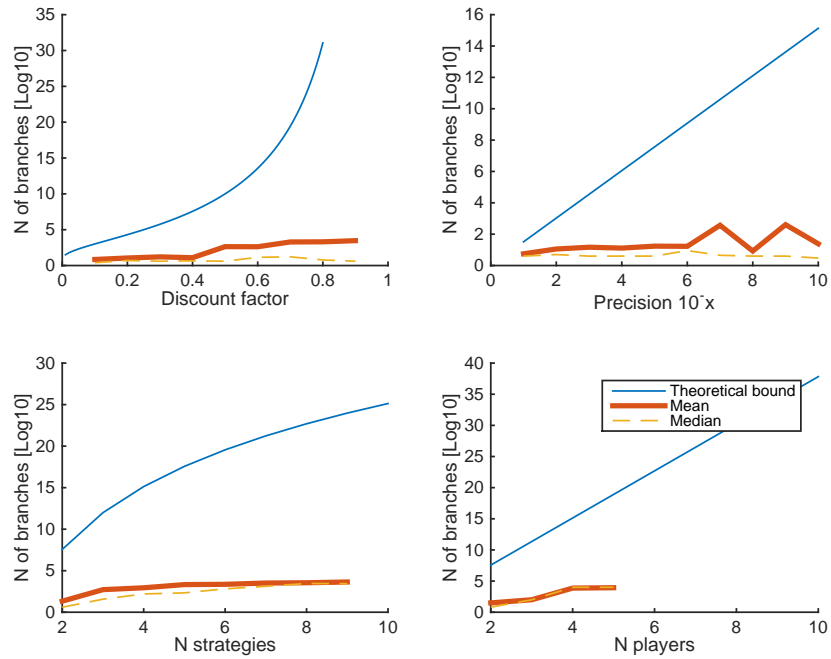 35
30
25
20
15
10
5
0
N of branches [Log10]
0 0.2 0.4 0.6 0.8 1
Discount factor
16
14
12
10
8
6
4
2
0
N of branches [Log10]
0 2 4 6 8 10
Precision 10^-x
30
25
20
15
10
5
0
N of branches [Log10]
2 4 6 8 10
N strategies
40
35
30
25
20
15
10
5
0
N of branches [Log10]
2 4 6 8 10
N players
Theoretical bound
Mean
Median